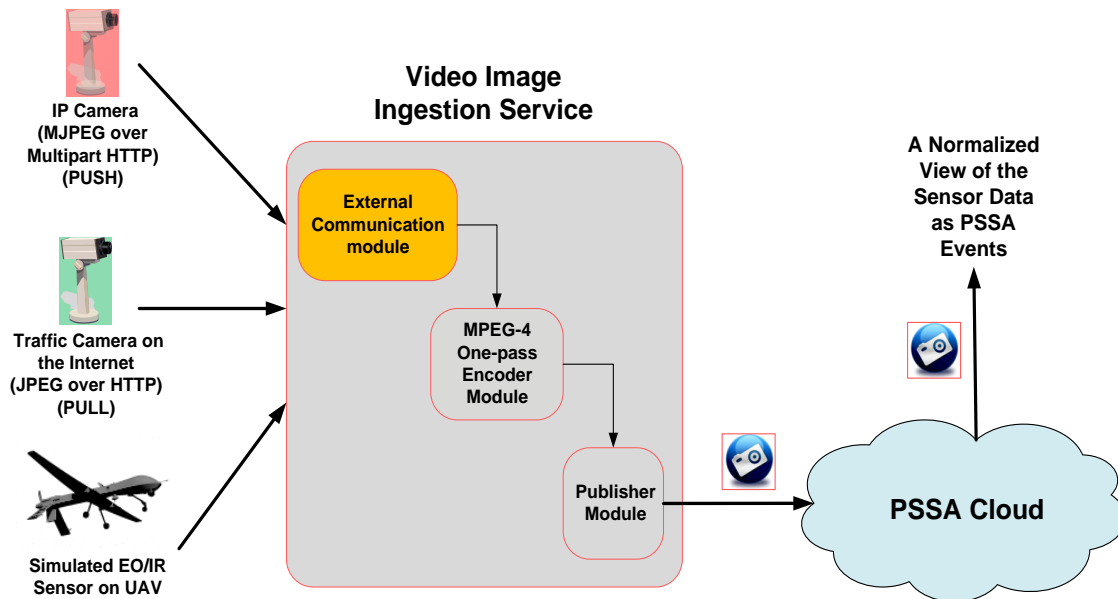 IP Camera
(MJPEG over
Multipart HTTP)
(PUSH)
Traffic Camera on
the Internet
(JPEG over HTTP)
(PULL)
Simulated EO/IR
Sensor on UAV
Video Image
Ingestion Service
External
Communication
module
MPEG-4
One-pass
Encoder
Module
Publisher
Module
PSSA Cloud
A Normalized
View of the
Sensor Data
as PSSA
Events